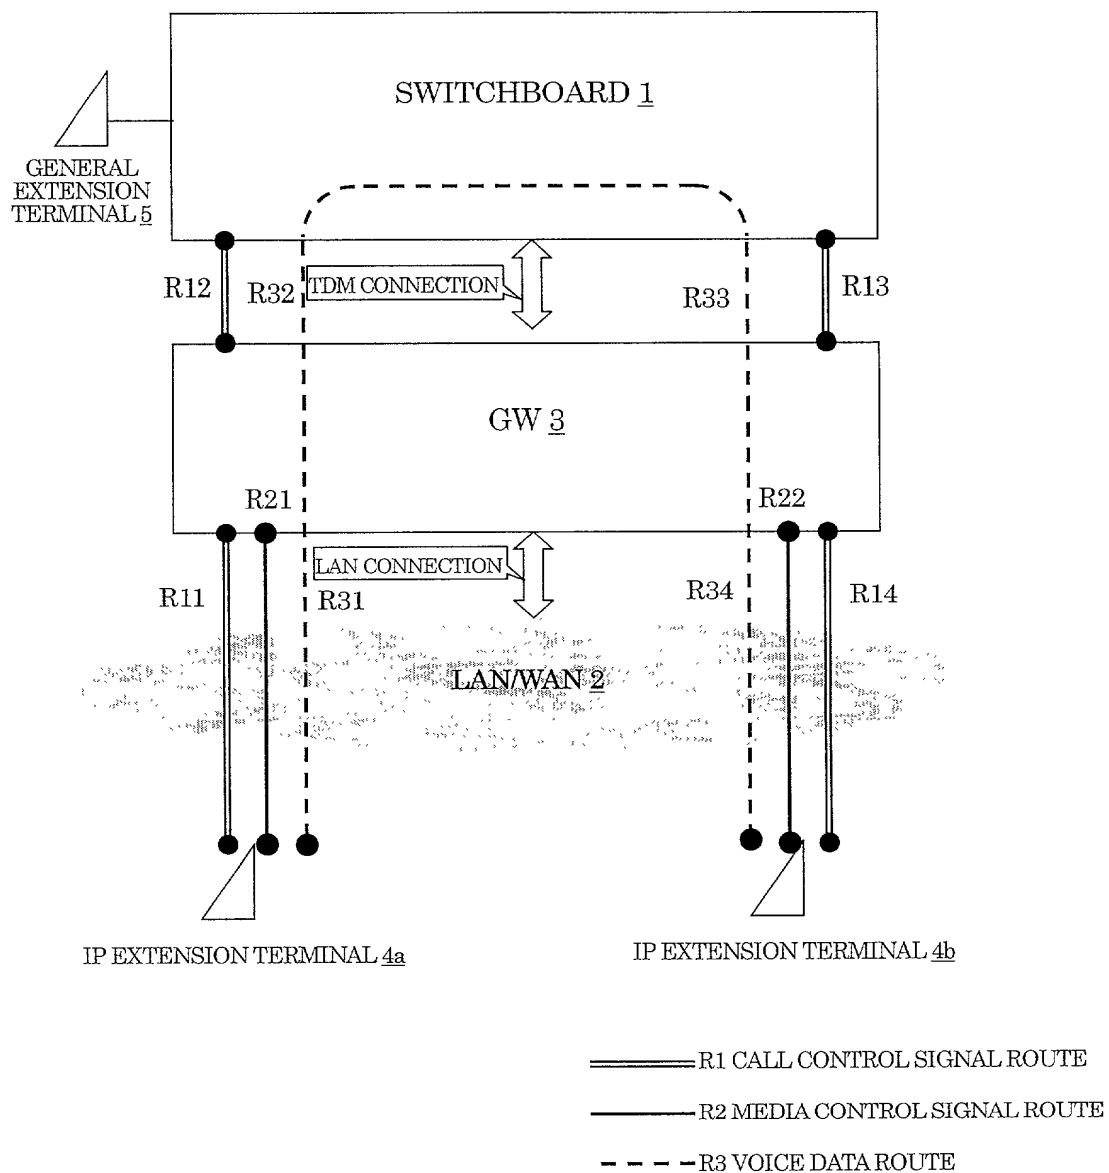 SWITCHBOARD 1
GENERAL
EXTENSION
TERMINAL 5
R12
R32
TDM CONNECTION
R33
R13
GW 3
R21
R22
R11
LAN CONNECTION
R31
R34
R14
LAN/WAN 2
IP EXTENSION TERMINAL 4a
IP EXTENSION TERMINAL 4b
R1 CALL CONTROL SIGNAL ROUTE
R2 MEDIA CONTROL SIGNAL ROUTE
R3 VOICE DATA ROUTE